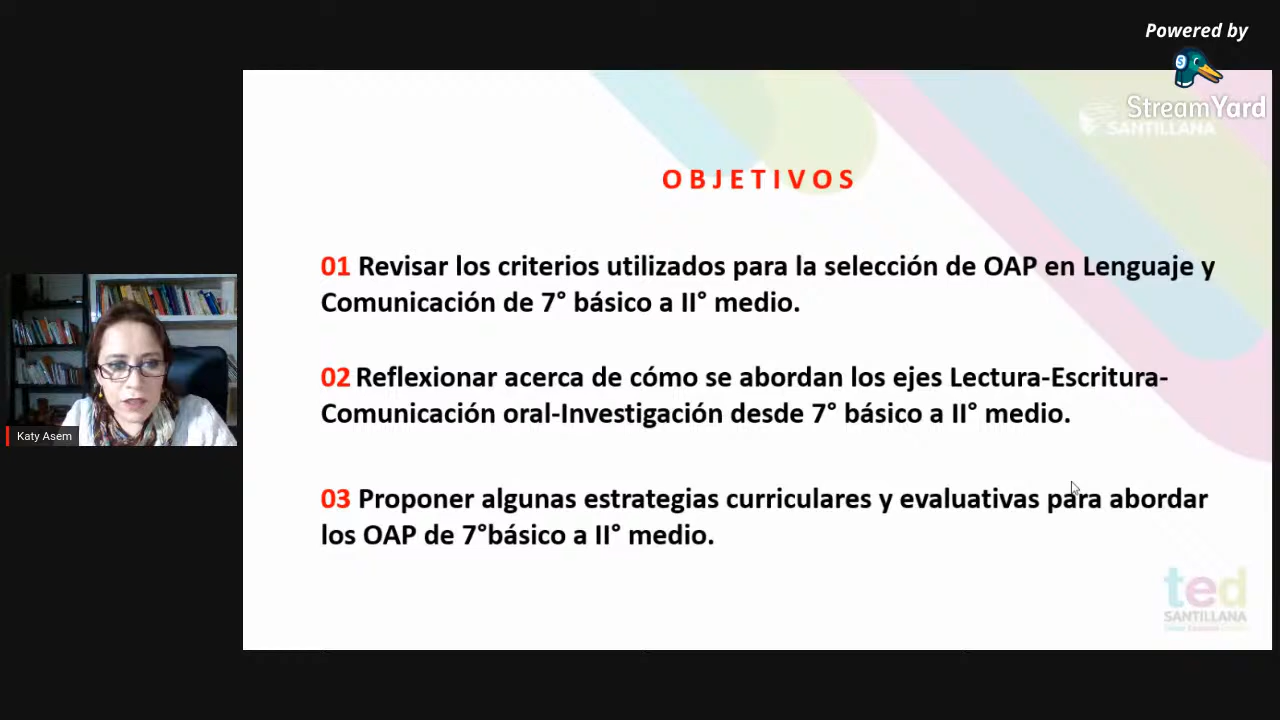 Powered by
StreamYard
SANTILLANA
OBJETIVOS
01 Revisar los criterios utilizados para la selección de OAP en Lenguaje y
Comunicación de 7° básico a II° medio.
02 Reflexionar acerca de cómo se abordan los ejes Lectura-Escritura-
Comunicación oral-Investigación desde 7° básico a II° medio.
03 Proponer algunas estrategias curriculares y evaluativas para abordar
los OAP de 7°básico a II° medio.
Katy Asem
ted
SANTILLANA